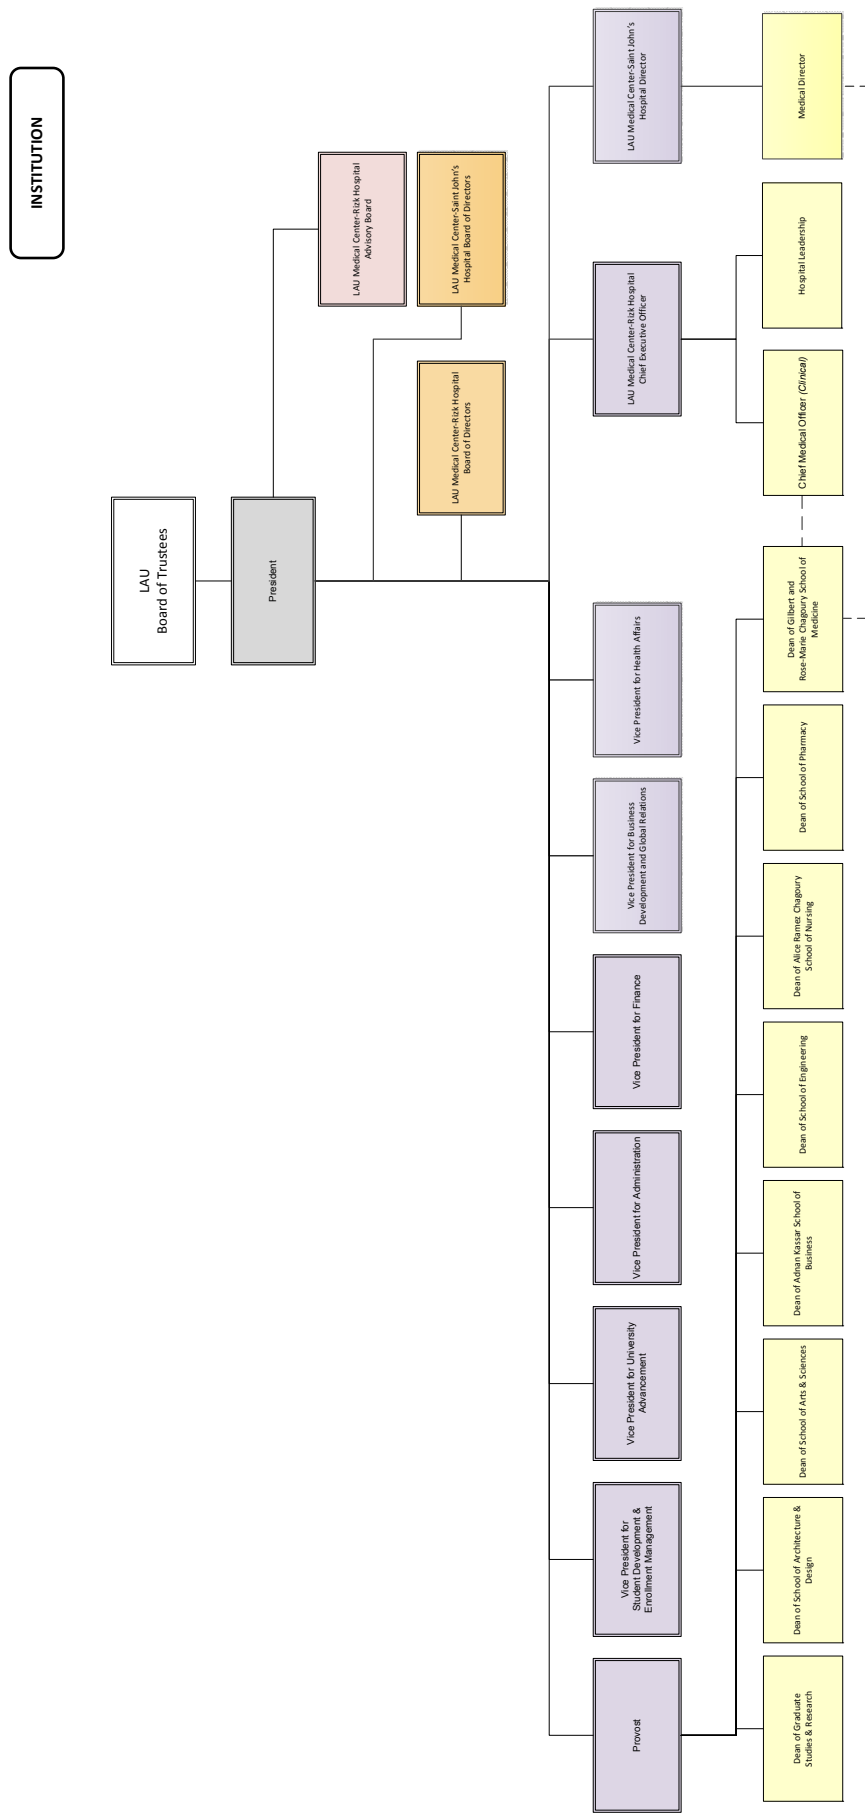 INSTITUTION
LAU
Board of Trustees
President
LAU Medical Center-Rizk Hospital
Advisory Board
LAU Medical Center-Rizk Hospital
Board of Directors
LAU Medical Center-Saint John's
Hospital Board of Directors
Provost
Vice President for
Student Development &
Enrollment Management
Vice President for University
Advancement
Vice President for Administration
Vice President for Finance
Vice President for Business
Development and Global Relations
Vice President for Health Affairs
LAU Medical Center-Rizk Hospital
Chief Executive Officer
LAU Medical Center-Saint John's
Hospital Director
Dean of Graduate
Studies & Research
Dean of School of Architecture &
Design
Dean of School of Arts & Sciences
Dean of Adnan Kassar School of
Business
Dean of School of Engineering
Dean of Alice Ramez Chagoury
School of Nursing
Dean of School of Pharmacy
Dean of Gilbert and
Rose-Marie Chagoury School of
Medicine
Chief Medical Officer (Clinical)
Hospital Leadership
Medical Director